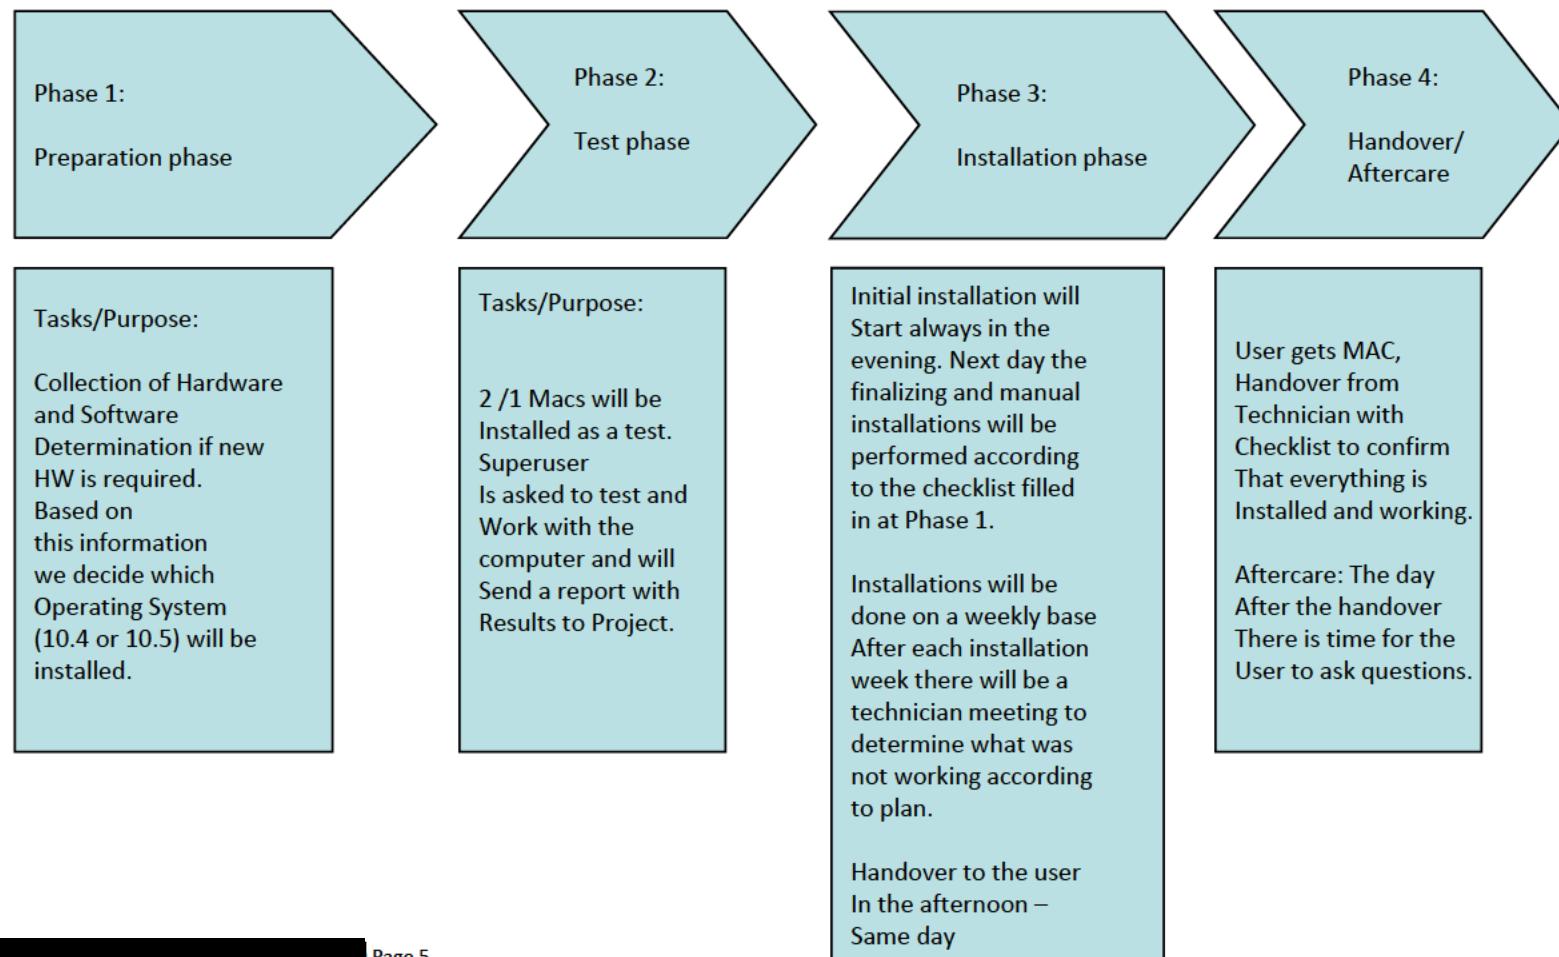 Phase 1:
Preparation phase
Phase 2:
Test phase
Phase 3:
Installation phase
Phase 4:
Handover/
Aftercare
Tasks/Purpose:
Collection of Hardware
and Software
Determination if new
HW is required.
Based on
this information
we decide which
Operating System
(10.4 or 10.5) will be
installed.
Tasks/Purpose:
2 /1 Macs will be
Installed as a test.
Superuser
Is asked to test and
Work with the
computer and will
Send a report with
Results to Project.
Initial installation will
Start always in the
evening. Next day the
finalizing and manual
installations will be
performed according
to the checklist filled
in at Phase 1.
Installations will be
done on a weekly base
After each installation
week there will be a
technician meeting to
determine what was
not working according
to plan.
Handover to the user
In the afternoon –
Same day
User gets MAC,
Handover from
Technician with
Checklist to confirm
That everything is
Installed and working.
Aftercare: The day
After the handover
There is time for the
User to ask questions.
Page 5